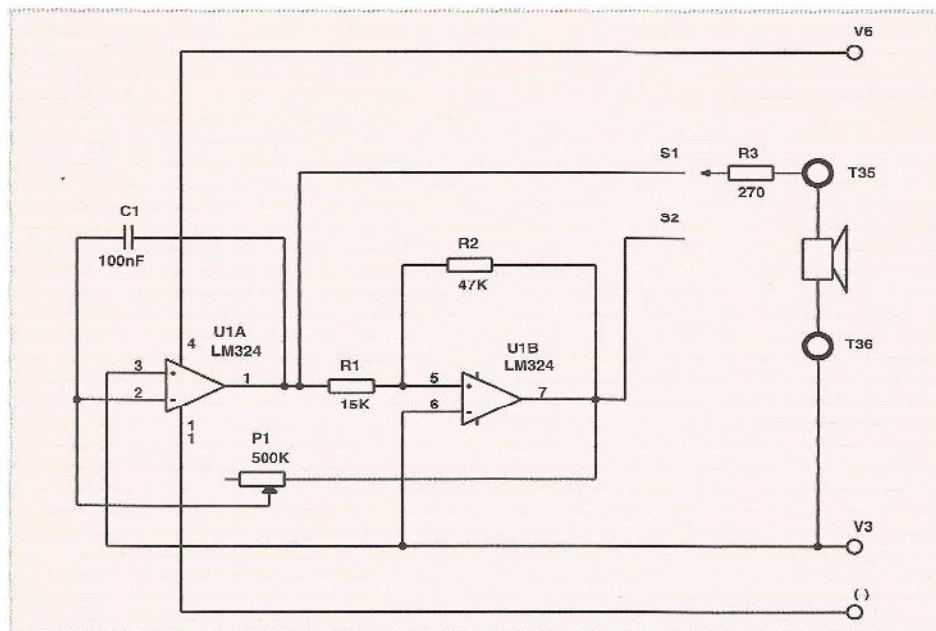 V6
S1
R3
T35
270
C1
S2
R2
100nF
47K
U1A
LM324
4
U1B
LM324
T36
3
1
R1
5
7
2
15K
6
1
1
P1
500K
V3
( )